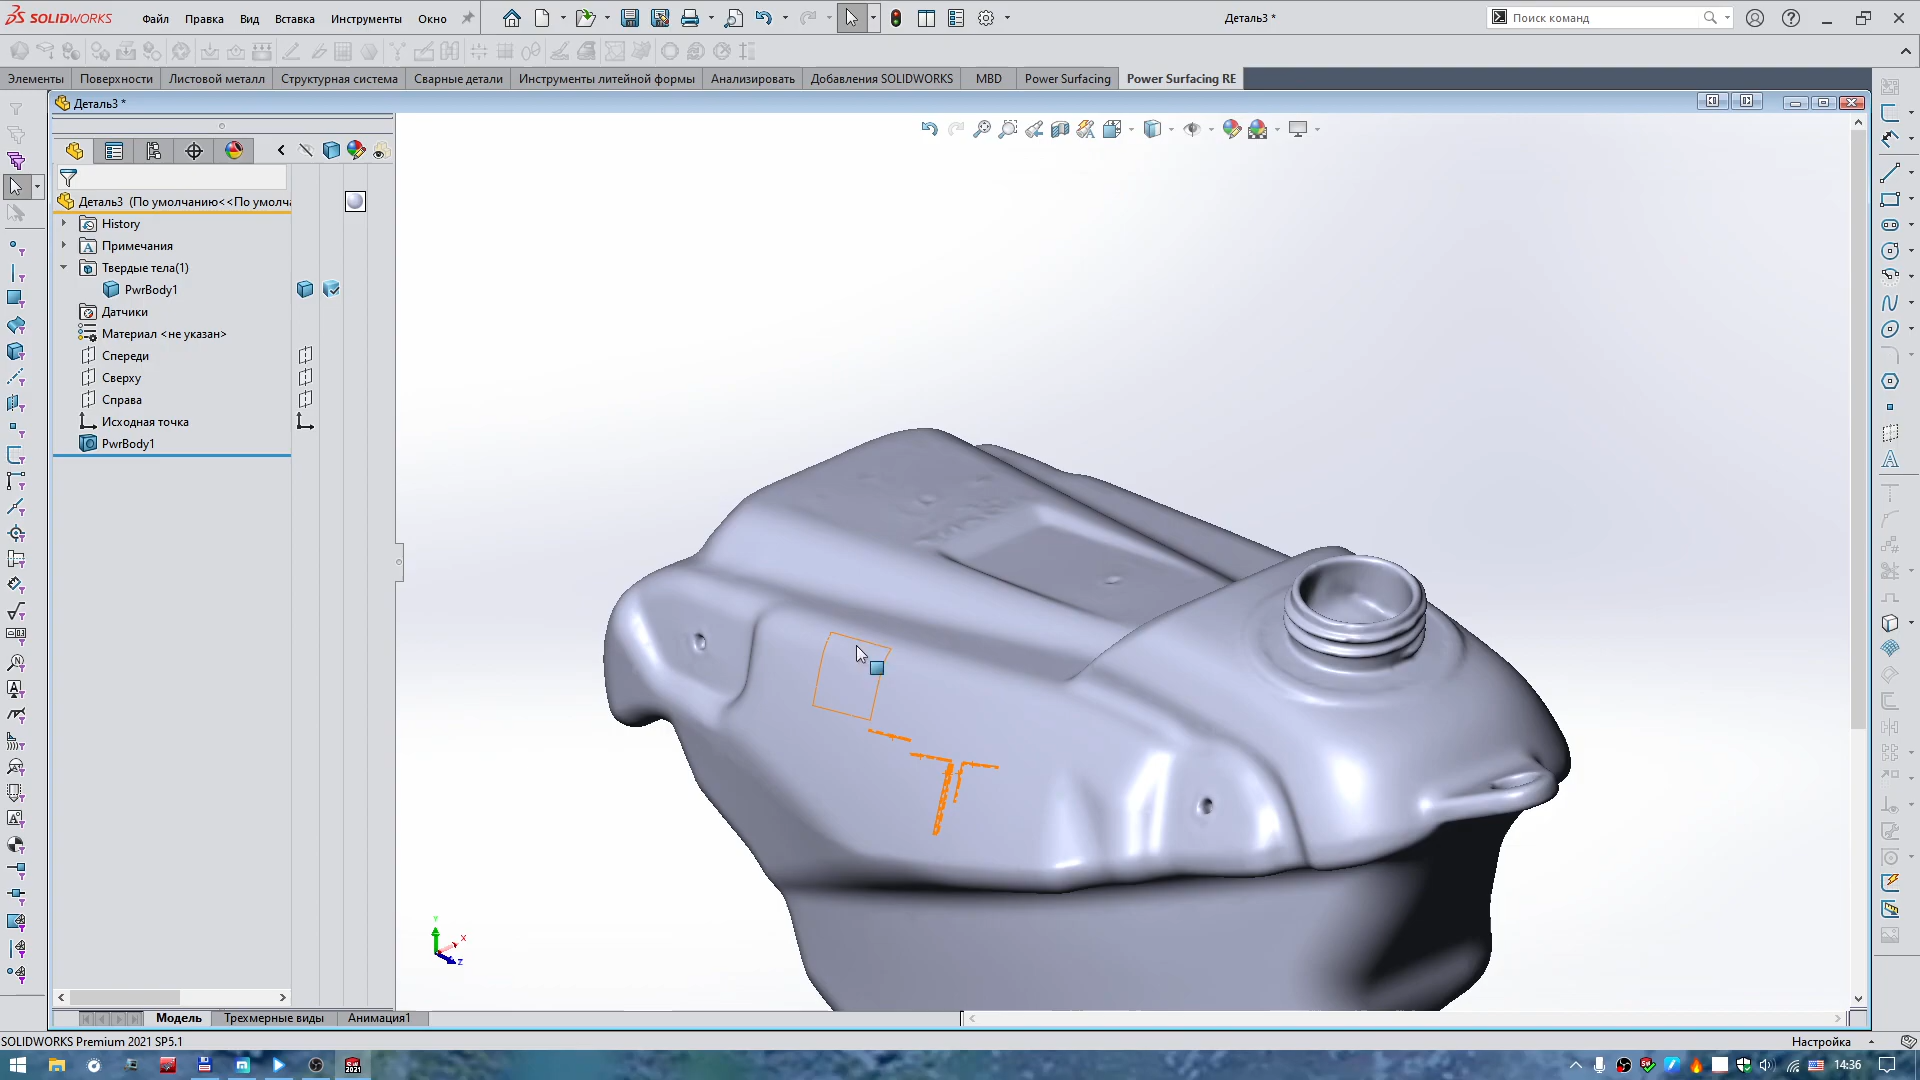 SOLIDWORKS
Файл
Правка
Вид
Вставка
Инструменты
Окно
Деталь3 *
Поиск команд
Элементы
Поверхности
Листовой металл
Структурная система
Сварные детали
Инструменты литейной формы
Анализировать
Добавления SOLIDWORKS
MBD
Power Surfacing
Power Surfacing RE
Деталь3 *
Деталь3 (По умолчанию<<По умолча
History
Примечания
Твердые тела(1)
PwrBody1
Датчики
Материал <не указан>
Спереди
Сверху
Справа
Исходная точка
PwrBody1
Y
X
Z
Модель
Трехмерные виды
Анимация1
SOLIDWORKS Premium 2021 SP5.1
Настройка
14:36